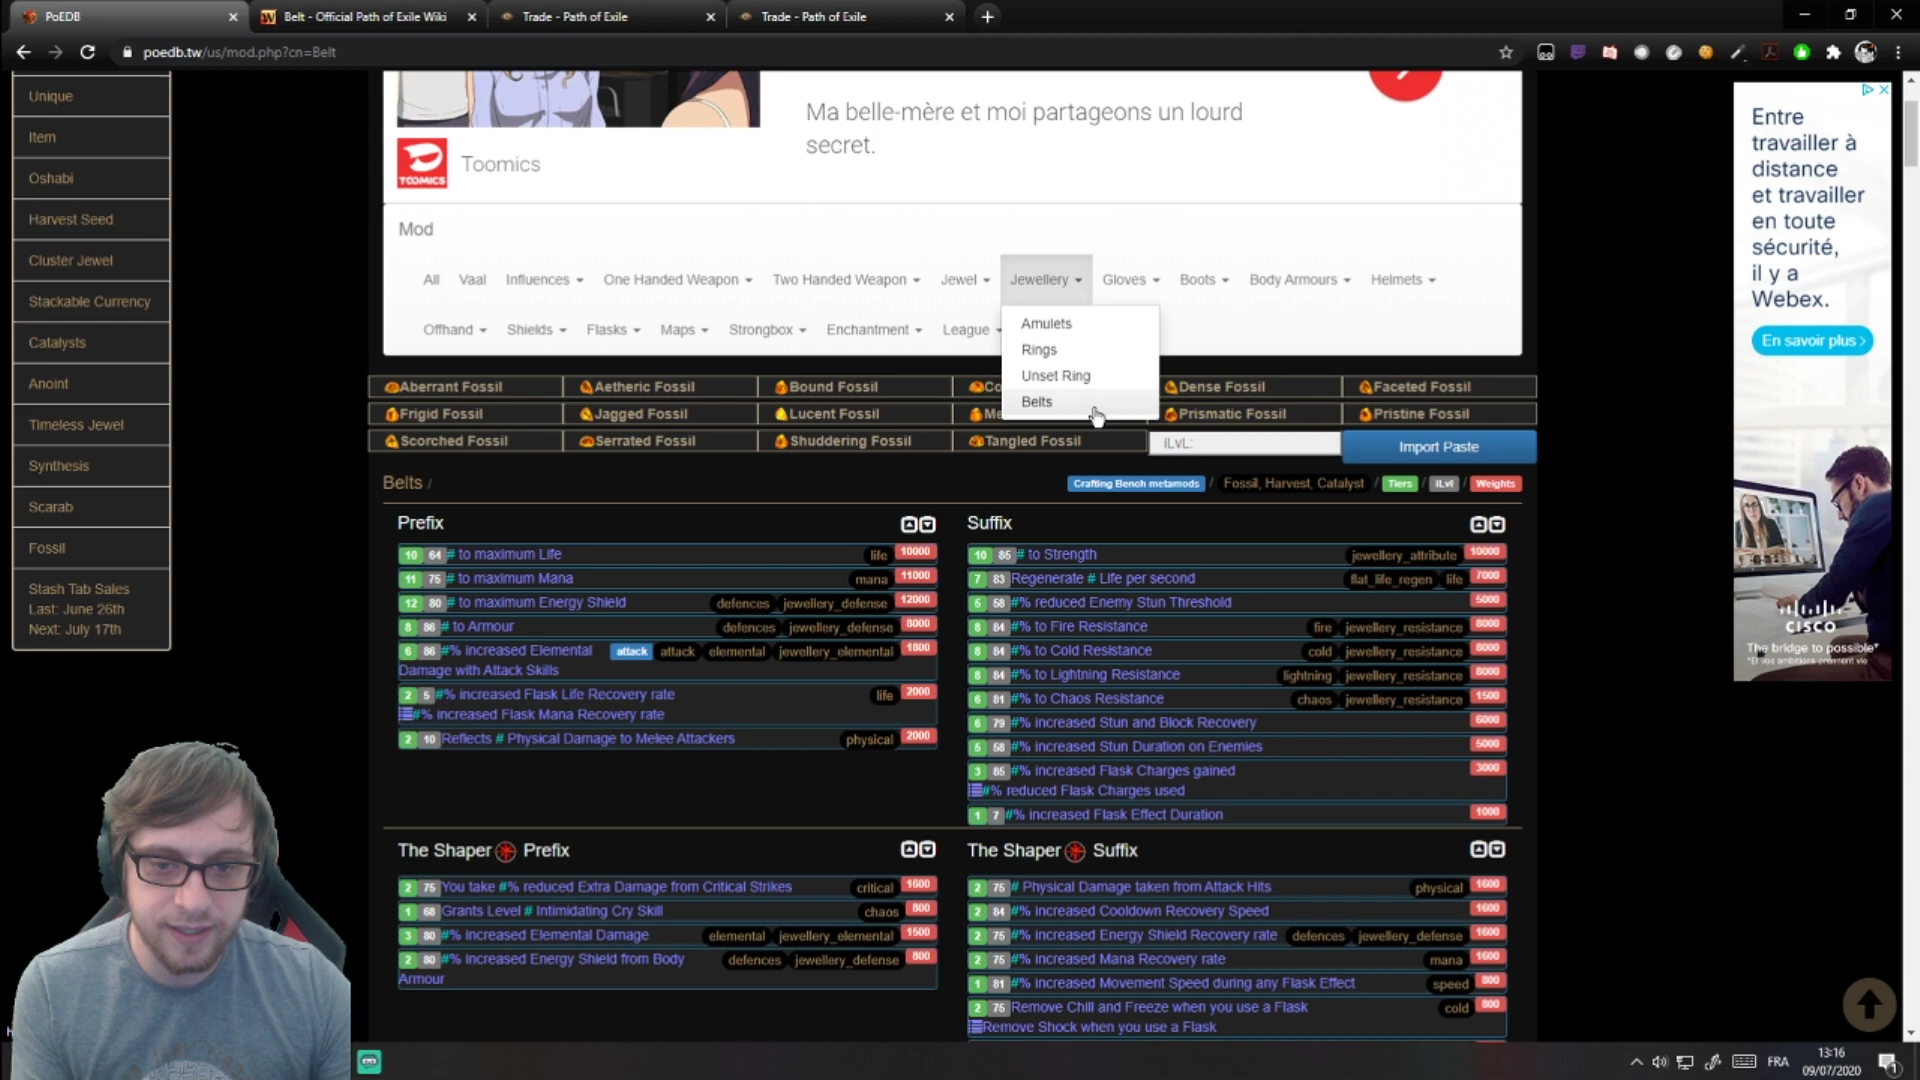 PoEDB
Belt - Official Path of Exile Wiki
Trade - Path of Exile
Trade - Path of Exile
poedb.tw/us/mod.php?cn=Belt
Unique
Item
Oshabi
Harvest Seed
Cluster Jewel
Stackable Currency
Catalysts
Anoint
Timeless Jewel
Synthesis
Scarab
Fossil
Stash Tab Sales
Last: June 26th
Next: July 17th
Ma belle-mère et moi partageons un lourd
secret.
TOOMICS
Toomics
Mod
All Vaal Influences One Handed Weapon Two Handed Weapon Jewel Jewellery Gloves Boots Body Armours Helmets
Offhand Shields Flasks Maps Strongbox Enchantment League
Amulets
Rings
Unset Ring
Belts
Aberrant Fossil Aetheric Fossil Bound Fossil Co Dense Fossil Faceted Fossil
Frigid Fossil Jagged Fossil Lucent Fossil Me Prismatic Fossil Pristine Fossil
Scorched Fossil Serrated Fossil Shuddering Fossil Tangled Fossil iLvL: Import Paste
Belts /
Crafting Bench metamods / Fossil, Harvest, Catalyst / Tiers / iLvl / Weights
Prefix
10 64 # to maximum Life life 10000
11 75 # to maximum Mana mana 11000
12 80 # to maximum Energy Shield defences jewellery_defense 12000
8 86 # to Armour defences jewellery_defense 8000
6 86 #% increased Elemental attack attack elemental jewellery_elemental 1800
Damage with Attack Skills
2 5 #% increased Flask Life Recovery rate life 2000
#% increased Flask Mana Recovery rate
2 10 Reflects # Physical Damage to Melee Attackers physical 2000
Suffix
10 85 # to Strength jewellery_attribute 10000
7 83 Regenerate # Life per second flat_life_regen life 7000
5 58 #% reduced Enemy Stun Threshold 5000
8 84 #% to Fire Resistance fire jewellery_resistance 8000
8 84 #% to Cold Resistance cold jewellery_resistance 8000
8 84 #% to Lightning Resistance lightning jewellery_resistance 8000
6 81 #% to Chaos Resistance chaos jewellery_resistance 1500
6 79 #% increased Stun and Block Recovery 6000
5 58 #% increased Stun Duration on Enemies 5000
3 85 #% increased Flask Charges gained 3000
#% reduced Flask Charges used
1 7 #% increased Flask Effect Duration 1000
The Shaper Prefix
2 75 You take #% reduced Extra Damage from Critical Strikes critical 1600
1 68 Grants Level # Intimidating Cry Skill chaos 800
3 80 #% increased Elemental Damage elemental jewellery_elemental 1500
2 80 #% increased Energy Shield from Body defences jewellery_defense 800
Armour
The Shaper Suffix
2 75 # Physical Damage taken from Attack Hits physical 1600
2 84 #% increased Cooldown Recovery Speed 1600
2 75 #% increased Energy Shield Recovery rate defences jewellery_defense 1600
2 75 #% increased Mana Recovery rate mana 1600
1 81 #% increased Movement Speed during any Flask Effect speed 800
2 75 Remove Chill and Freeze when you use a Flask cold 800
Remove Shock when you use a Flask
Entre
travailler à
distance
et travailler
en toute
sécurité,
il y a
Webex.
En savoir plus >
CISCO
The bridge to possible*
FRA
13:16
09/07/2020
1